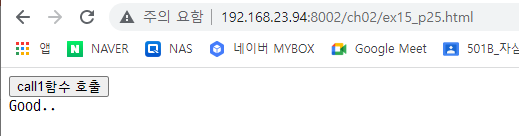 주의 요함 192.168.23.94:8002/ch02/ex15_p25.html
앱 NAVER NAS 네이버 MYBOX Google Meet 501B_자심
call1함수 호출
Good..